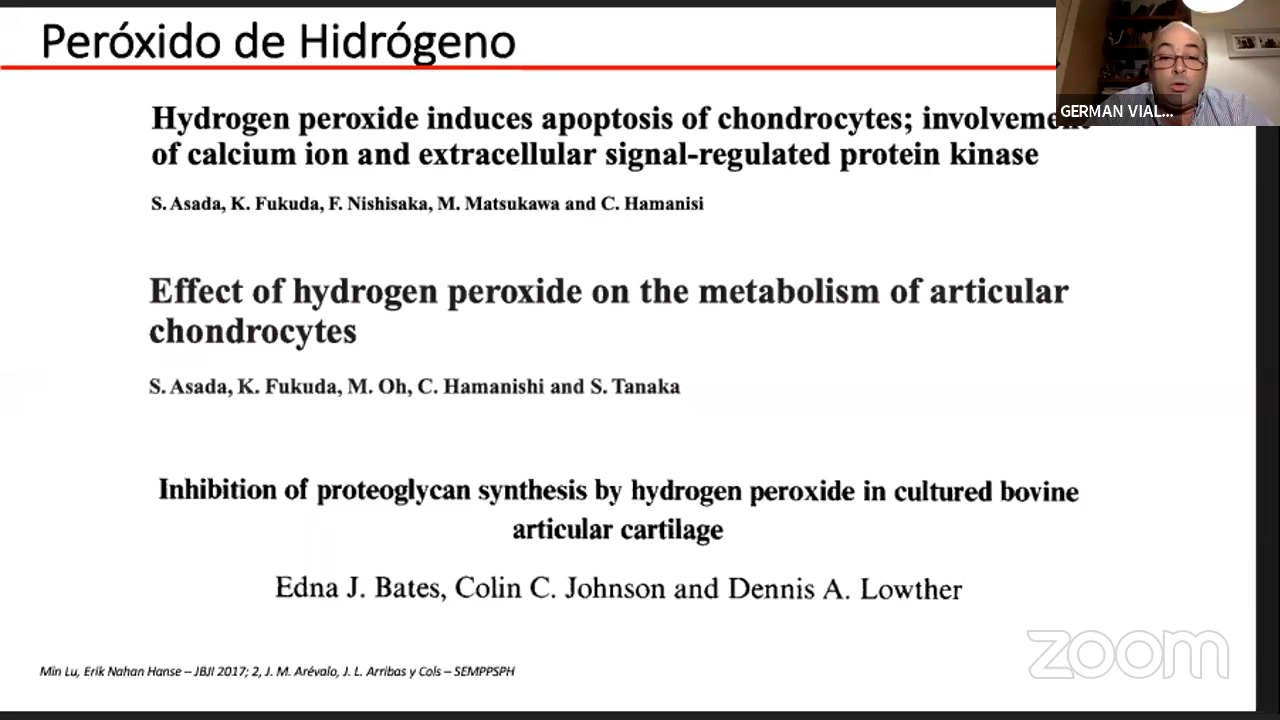 Peróxido de Hidrógeno
GERMAN VIAL...
Hydrogen peroxide induces apoptosis of chondrocytes; involvement
of calcium ion and extracellular signal-regulated protein kinase
S. Asada, K. Fukuda, F. Nishisaka, M. Matsukawa and C. Hamanisi
Effect of hydrogen peroxide on the metabolism of articular
chondrocytes
S. Asada, K. Fukuda, M. Oh, C. Hamanishi and S. Tanaka
Inhibition of proteoglycan synthesis by hydrogen peroxide in cultured bovine
articular cartilage
Edna J. Bates, Colin C. Johnson and Dennis A. Lowther
Min Lu, Erik Nahan Hanse – JBJI 2017; 2, J. M. Arévalo, J. L. Arribas y Cols – SEMPPSPH
zoom